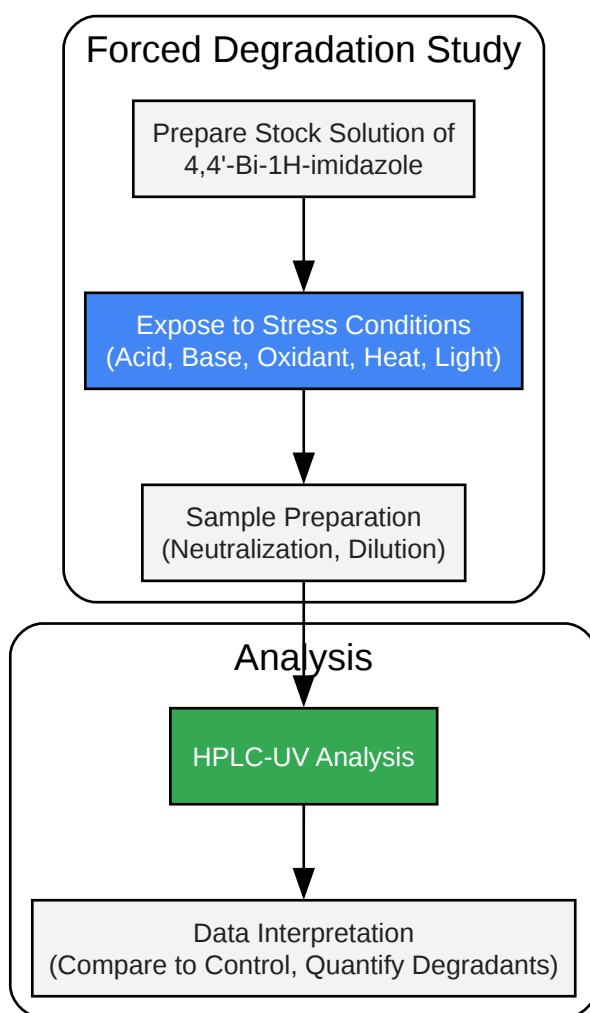 Forced Degradation Study
Prepare Stock Solution of
4,4'-Bi-1H-imidazole
Expose to Stress Conditions
(Acid, Base, Oxidant, Heat, Light)
Sample Preparation
(Neutralization, Dilution)
Analysis
HPLC-UV Analysis
Data Interpretation
(Compare to Control, Quantify Degradants)